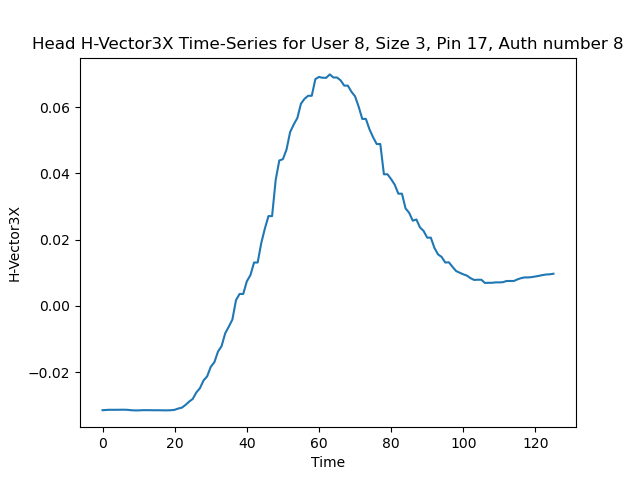 Head H-Vector3X Time-Series for User 8, Size 3, Pin 17, Auth number 8
H-Vector3X
0.06
0.04
0.02
0.00
−0.02
0 20 40 60 80 100 120
Time